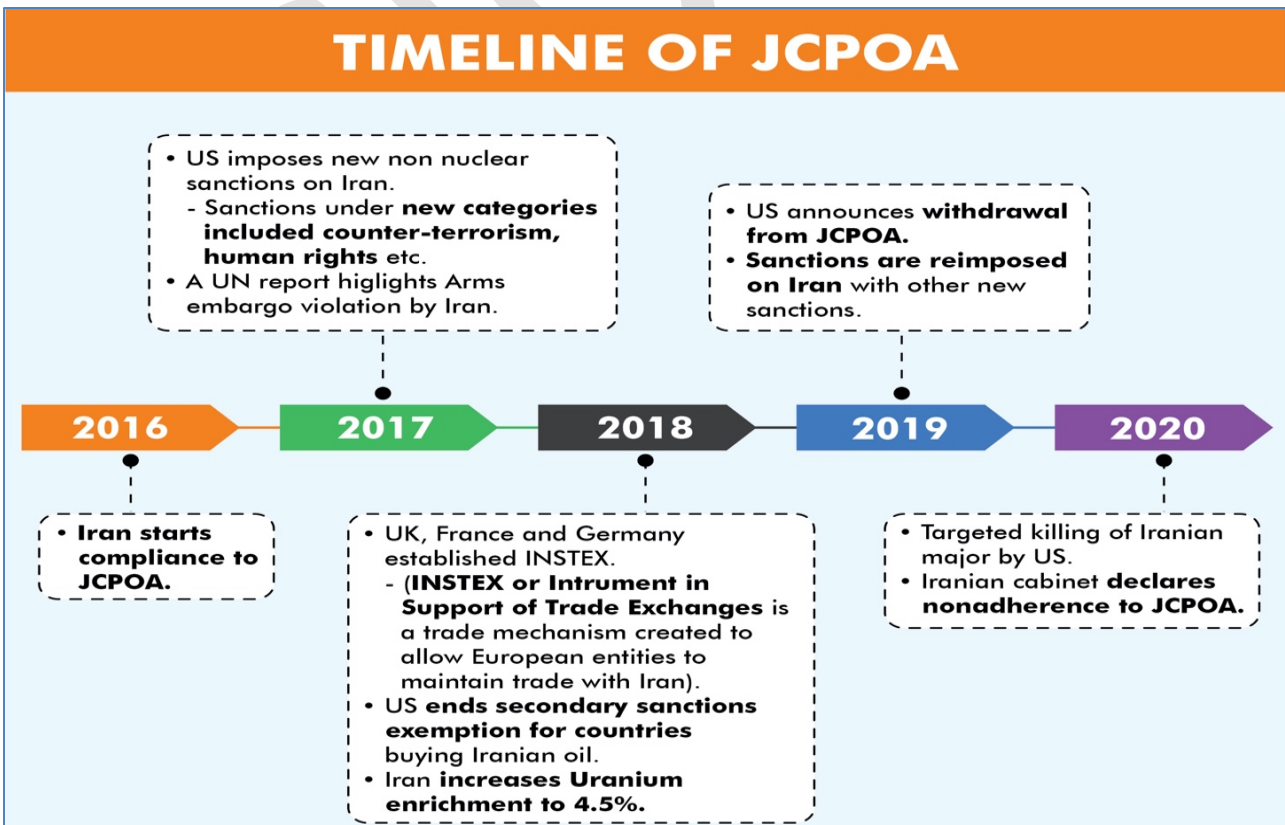 TIMELINE OF JCPOA
• US imposes new non nuclear
sanctions on Iran.
- Sanctions under new categories
included counter-terrorism,
human rights etc.
• A UN report higlights Arms
embargo violation by Iran.
• US announces withdrawal
from JCPOA.
• Sanctions are reimposed
on Iran with other new
sanctions.
2016
2017
2018
2019
2020
• Iran starts
compliance to
JCPOA.
• UK, France and Germany
established INSTEX.
- (INSTEX or Intrument in
Support of Trade Exchanges is
a trade mechanism created to
allow European entities to
maintain trade with Iran).
• US ends secondary sanctions
exemption for countries
buying Iranian oil.
• Iran increases Uranium
enrichment to 4.5%.
• Targeted killing of Iranian
major by US.
• Iranian cabinet declares
nonadherence to JCPOA.